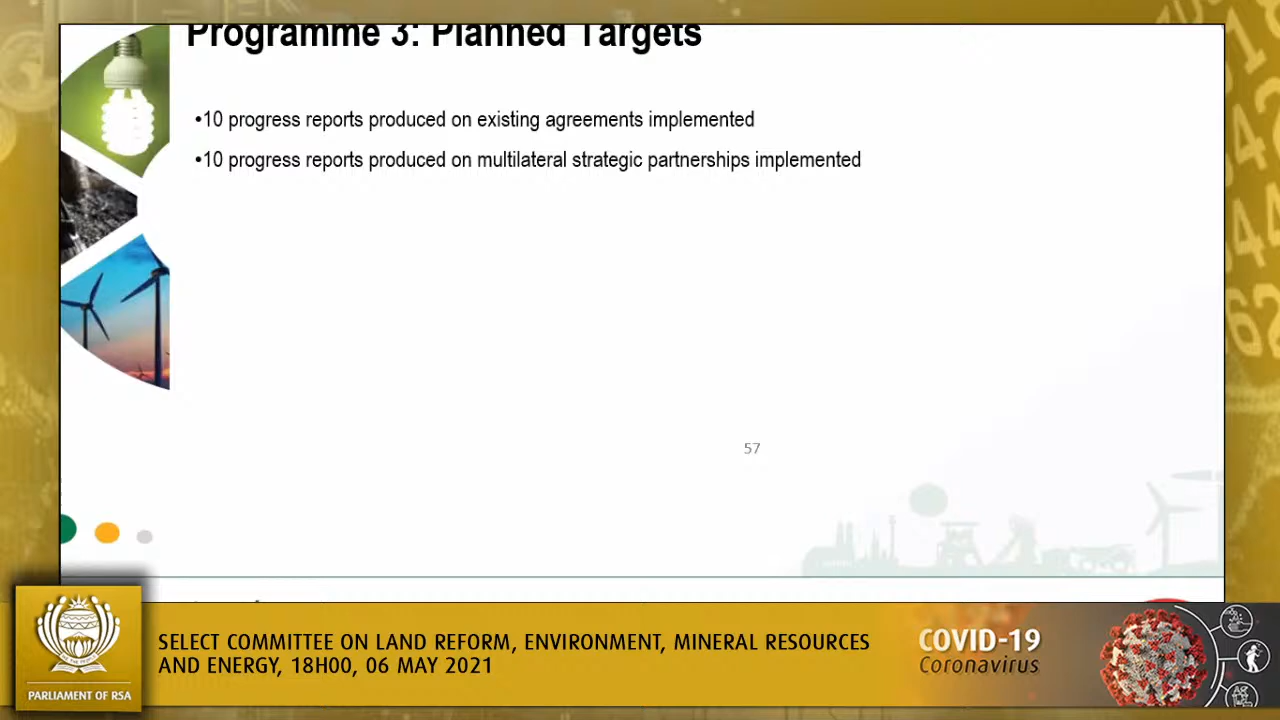 Programme 3: Planned Targets
•10 progress reports produced on existing agreements implemented
•10 progress reports produced on multilateral strategic partnerships implemented
57
SELECT COMMITTEE ON LAND REFORM, ENVIRONMENT, MINERAL RESOURCES
AND ENERGY, 18H00, 06 MAY 2021
COVID-19
Coronavirus
PARLIAMENT OF RSA